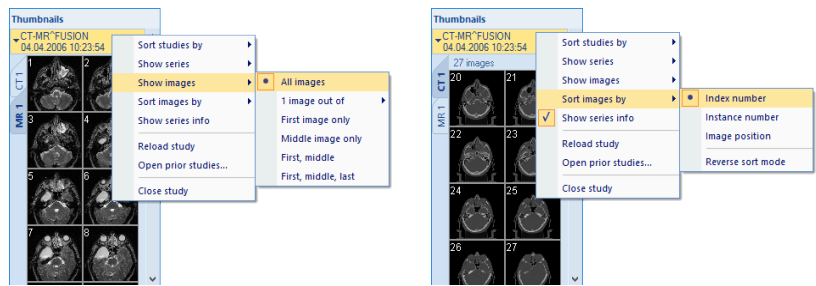 Thumbnails
CT-MR^FUSION
04.04.2006 10:23:54
CT 1
MR 1
1
2
3
4
5
6
7
8
Sort studies by
Show series
Show images
Sort images by
Show series info
Reload study
Open prior studies...
Close study
All images
1 image out of
First image only
Middle image only
First, middle
First, middle, last
Thumbnails
CT-MR^FUSION
04.04.2006 10:23:54
27 images
CT 1
MR 1
20
21
22
23
24
25
26
27
Sort studies by
Show series
Show images
Sort images by
Show series info
Reload study
Open prior studies...
Close study
Index number
Instance number
Image position
Reverse sort mode